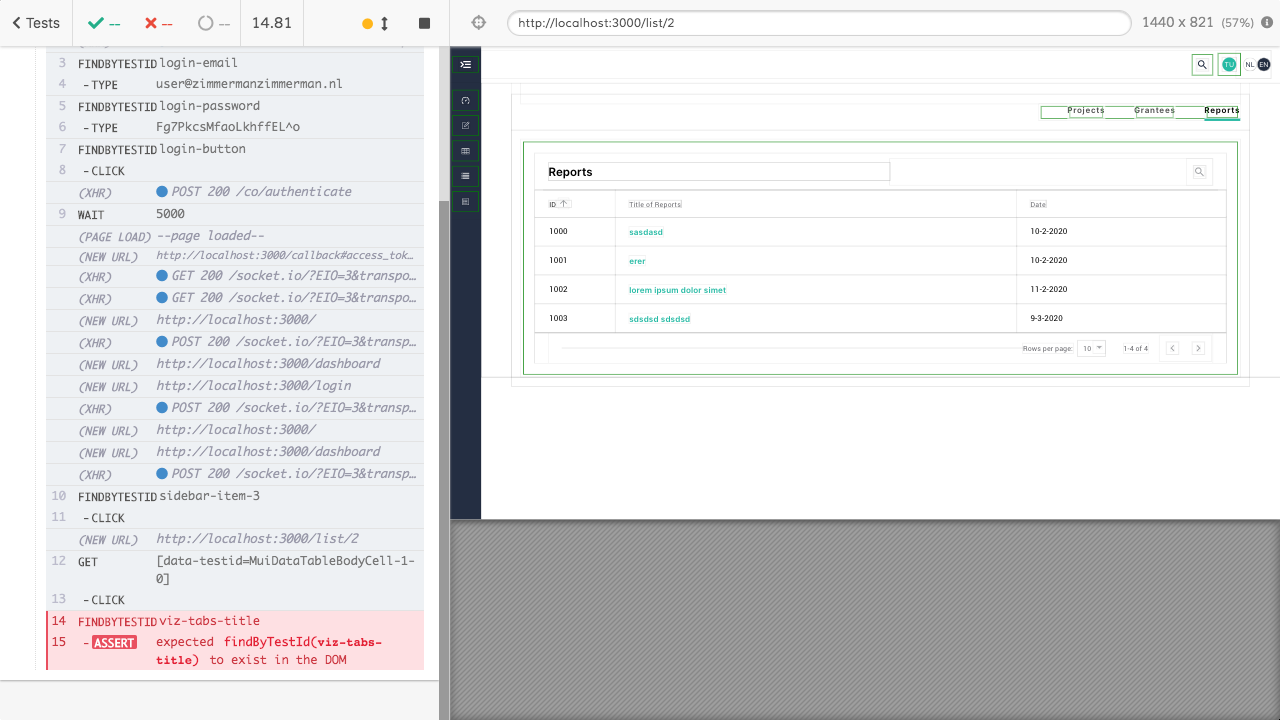 Tests
--
--
--
14.81
http://localhost:3000/list/2
1440 x 821 (57%)
3 FINDBYTESTID login-email
4 -TYPE userzimmermanzimmerman.nl
5 FINDBYTESTID login-password
6 -TYPE
7 FINDBYTESTID
8 -CLICK
(XHR) POST 200 /co/authenticate
9 WAIT 5000
(PAGE LOAD) --page loaded--
(NEW URL) http://localhost:3000/callback#access_tok…
(XHR) GET 200 /socket.io/?EIO=3&transpo…
(XHR) GET 200 /socket.io/?EIO=3&transpo…
(NEW URL) http://localhost:3000/
(XHR) POST 200 /socket.io/?EIO=3&transp…
(NEW URL) http://localhost:3000/dashboard
(NEW URL) http://localhost:3000/login
(XHR) POST 200 /socket.io/?EIO=3&transp…
(NEW URL) http://localhost:3000/
(NEW URL) http://localhost:3000/dashboard
(XHR) POST 200 /socket.io/?EIO=3&transp…
10 FINDBYTESTID sidebar-item-3
11 -CLICK
(NEW URL) http://localhost:3000/list/2
12 GET [data-testid=MuiDataTableBodyCell-1-
0]
13 -CLICK
14 FINDBYTESTID viz-tabs-title
15 -ASSERT expected findByTestId(viz-tabs-
title) to exist in the DOM
TU NL EN
Projects Grantees Reports
Reports
ID Title of Reports Date
1000 sasdasd 10-2-2020
1001 erer 10-2-2020
1002 lorem ipsum dolor simet 11-2-2020
1003 sdsdsd sdsdsd 9-3-2020
Rows per page: 10 1-4 of 4